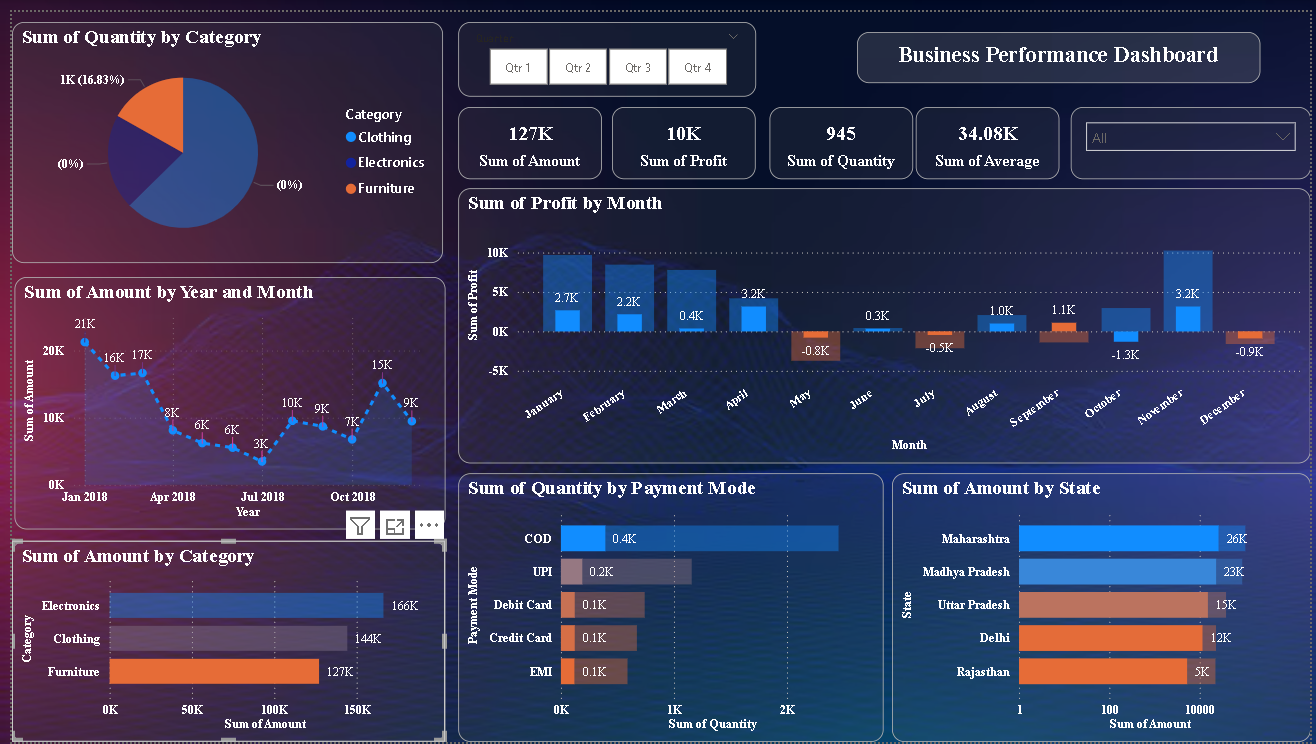 Sum of Quantity by Category
1K (16.83%)
(0%)
(0%)
Category
Clothing
Electronics
Furniture
Qtr 1
Qtr 2
Qtr 3
Qtr 4
Business Performance Dashboard
127K
Sum of Amount
10K
Sum of Profit
945
Sum of Quantity
34.08K
Sum of Average
All
Sum of Profit by Month
Sum of Profit
10K
5K
0K
-5K
2.7K
2.2K
0.4K
3.2K
-0.8K
0.3K
-0.5K
1.0K
1.1K
-1.3K
3.2K
-0.9K
January
February
March
April
May
June
July
August
September
October
November
December
Month
Sum of Amount by Year and Month
Sum of Amount
20K
10K
0K
21K
16K
17K
8K
6K
6K
3K
10K
9K
7K
15K
9K
Jan 2018
Apr 2018
Jul 2018
Oct 2018
Year
Sum of Amount by Category
Category
Electronics
166K
Clothing
144K
Furniture
127K
0K
50K
100K
150K
Sum of Amount
Sum of Quantity by Payment Mode
Payment Mode
COD
0.4K
UPI
0.2K
Debit Card
0.1K
Credit Card
0.1K
EMI
0.1K
0K
1K
2K
Sum of Quantity
Sum of Amount by State
State
Maharashtra
26K
Madhya Pradesh
23K
Uttar Pradesh
15K
Delhi
12K
Rajasthan
5K
1
100
10000
Sum of Amount